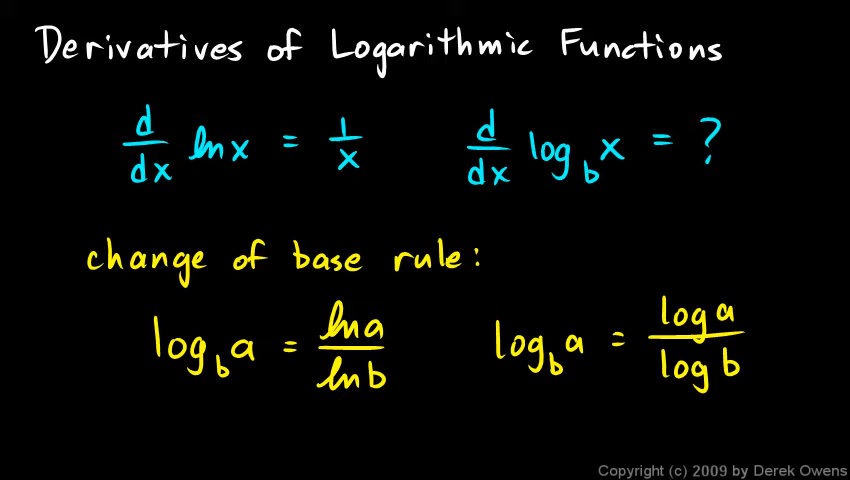 Derivatives of Logarithmic Functions
d/dx ln x = 1/x    d/dx log_b x = ?
change of base rule:
log_b a = ln a / ln b    log_b a = log a / log b
Copyright (c) 2009 by Derek Owens